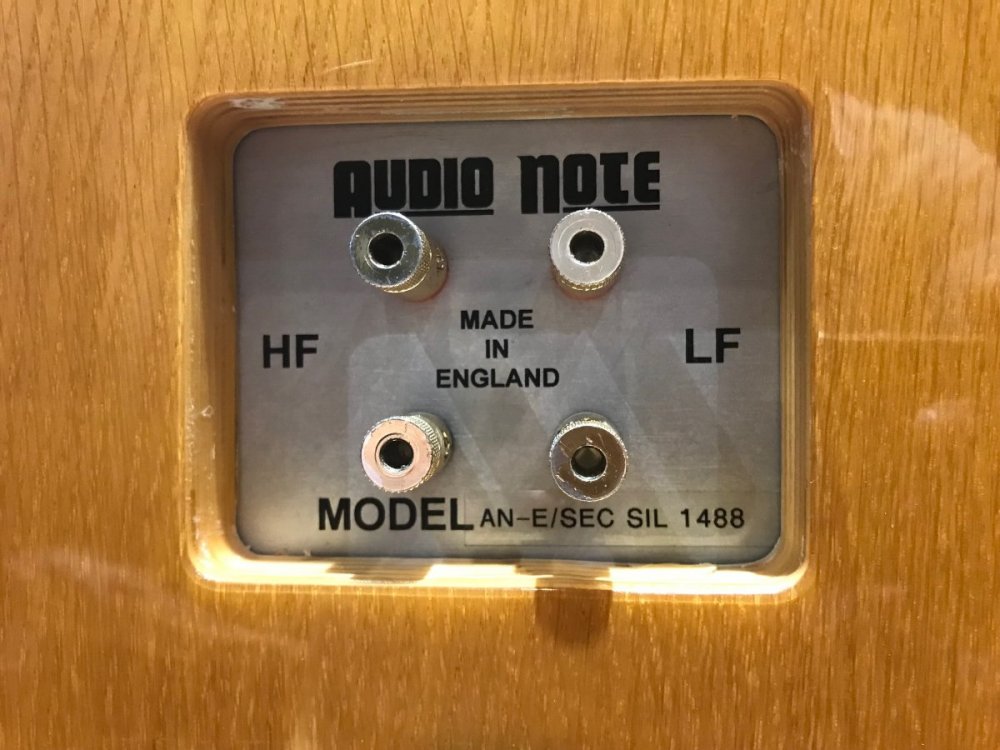 AUDIO NOTE
MADE
IN
HF
LF
ENGLAND
MODEL AN-E/SEC SIL 1488